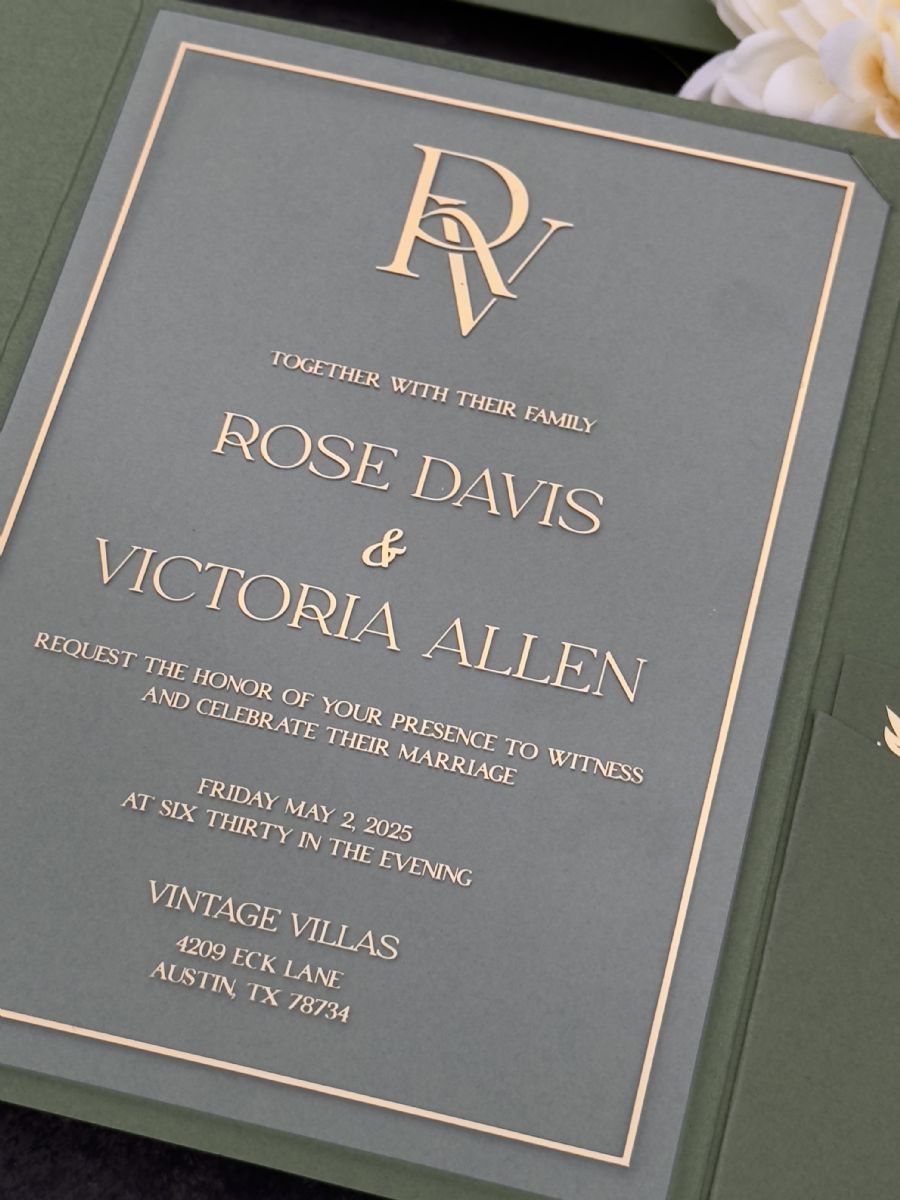 RV
TOGETHER WITH THEIR FAMILY
ROSE DAVIS
&
VICTORIA ALLEN
REQUEST THE HONOR OF YOUR PRESENCE TO WITNESS
AND CELEBRATE THEIR MARRIAGE
FRIDAY MAY 2, 2025
AT SIX THIRTY IN THE EVENING
VINTAGE VILLAS
4209 ECK LANE
AUSTIN, TX 78734